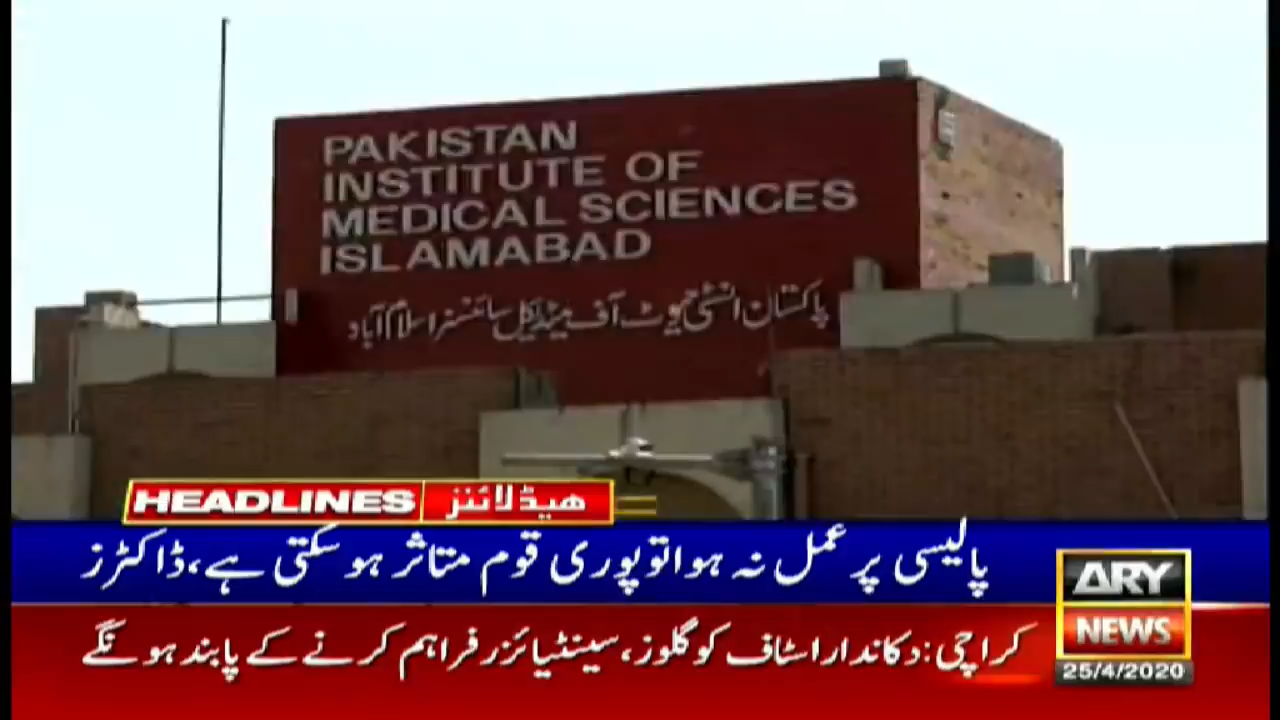 PAKISTAN
INSTITUTE OF
MEDICAL SCIENCES
ISLAMABAD
پاکستان انسٹی ٹیوٹ آف میڈیکل سائنسز اسلام آباد
HEADLINES ہیڈلائنز
پالیسی پر عمل نہ ہوا تو پوری قوم متاثر ہو سکتی ہے، ڈاکٹرز
ARY
NEWS
25/4/2020
کراچی: دکاندار اسٹاف کو گلوز، سینٹیائزر فراہم کرنے کے پابند ہونگے